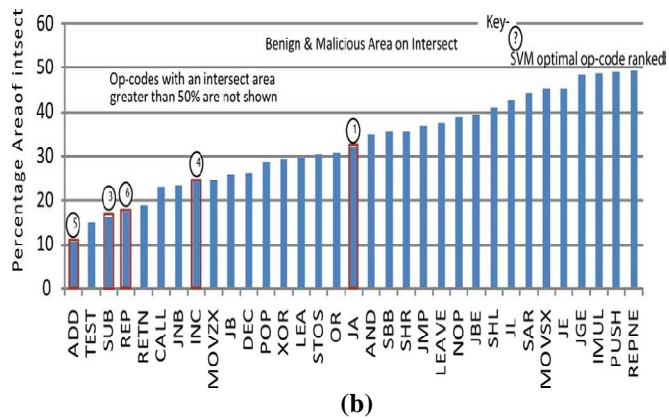 60
Key-
?
Benign & Malicious Area on Intersect
SVM optimal op-code ranked
50
Op-codes with an intersect area
greater than 50% are not shown
40
30
20
10
0
Percentage Areaof intsect
5
3
6
4
1
ADD
TEST
SUB
REP
RETN
CALL
JNB
INC
MOVZX
JB
DEC
POP
XOR
LEA
STOS
OR
JA
AND
SBB
SHR
JMP
LEAVE
NOP
JBE
SHL
JL
SAR
MOVSX
JE
JGE
IMUL
PUSH
REPNE
(b)